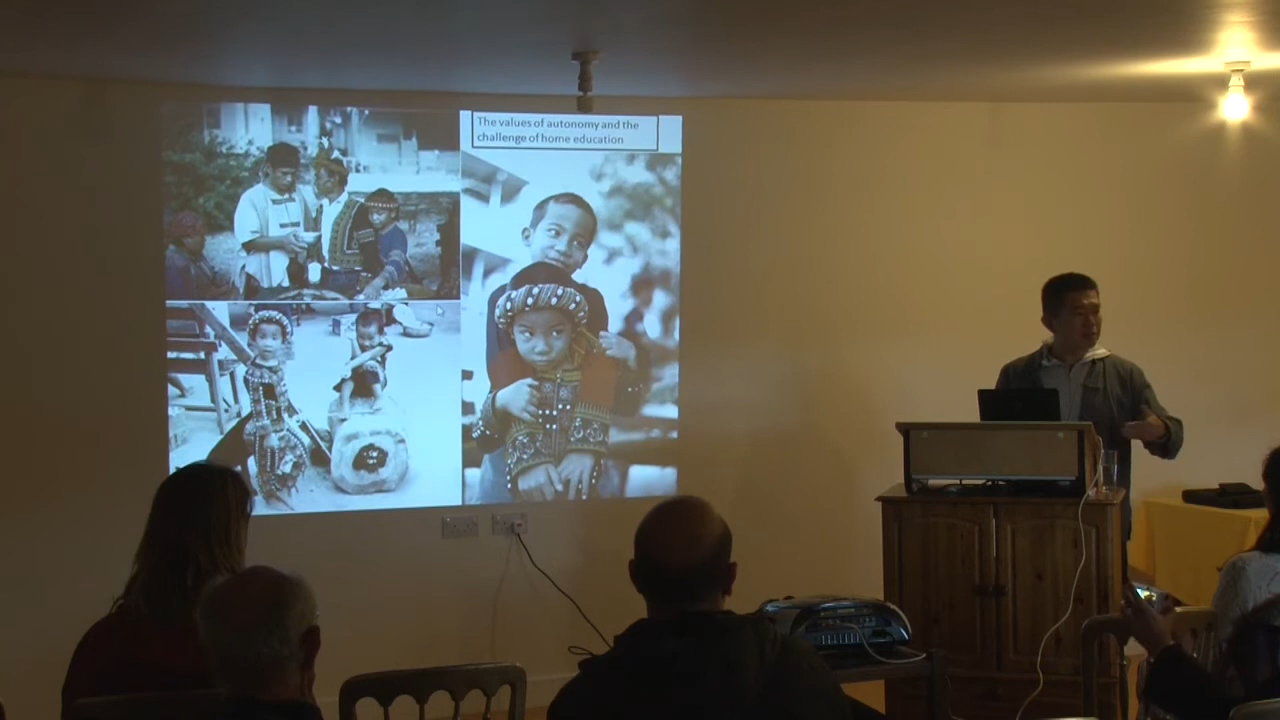 The values of autonomy and the
challenge of home education